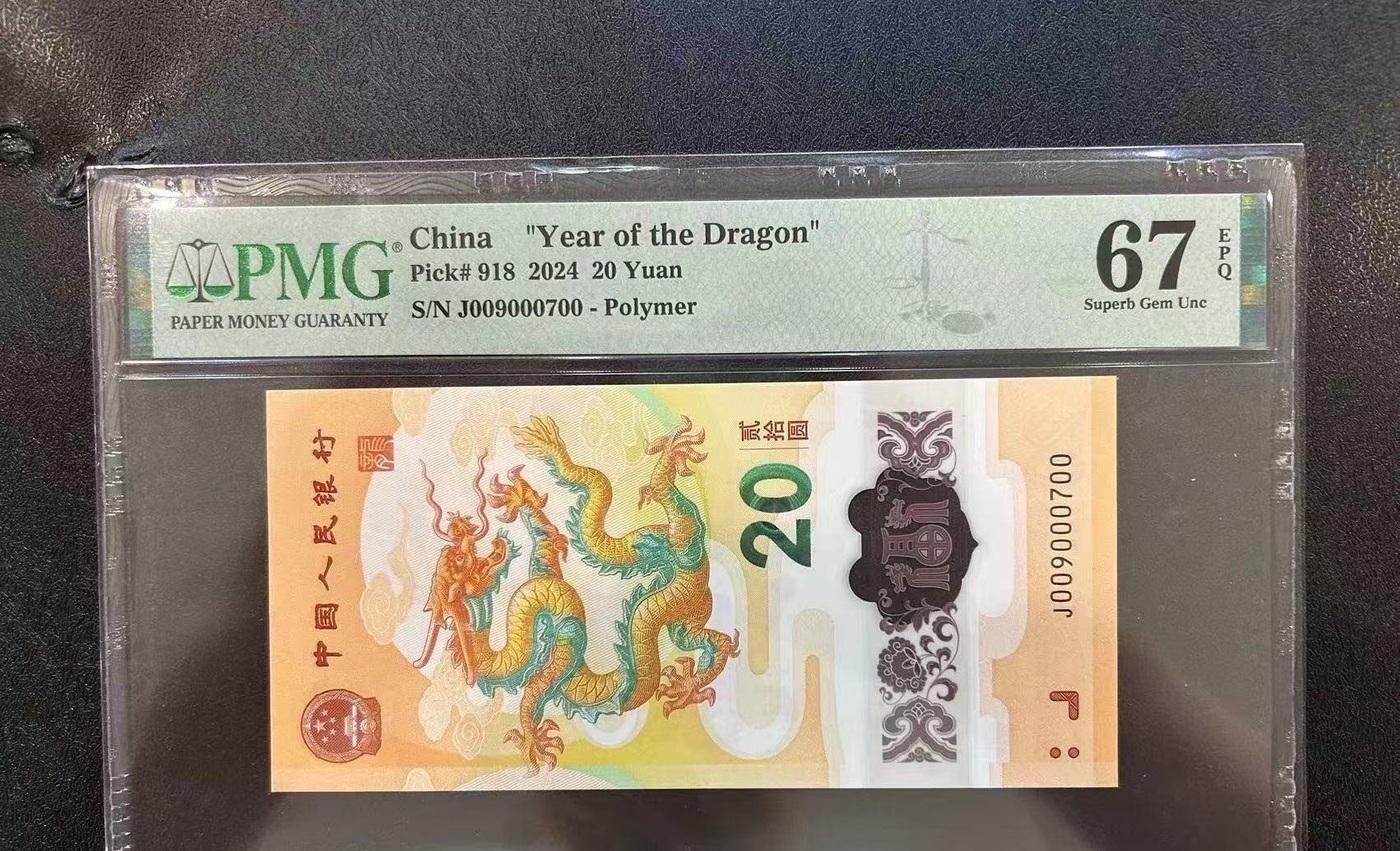 PMG®
PAPER MONEY GUARANTY
China "Year of the Dragon"
Pick# 918 2024 20 Yuan
S/N J009000700 - Polymer
67
EPQ
Superb Gem Unc
中国人民银行
贰拾圆
20
J009000700